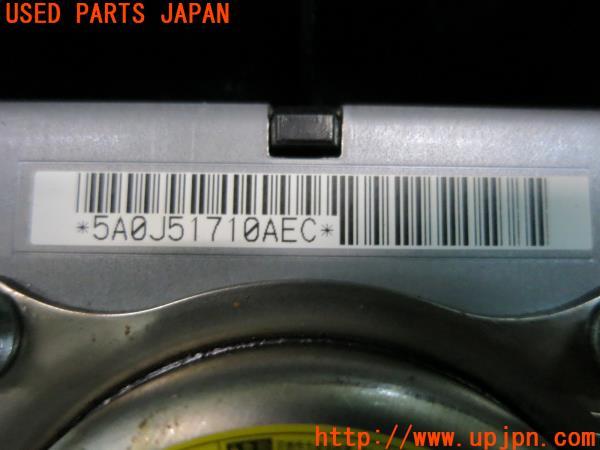 USED PARTS JAPAN
*5A0J51710AEC*
http://www.upjpn.com